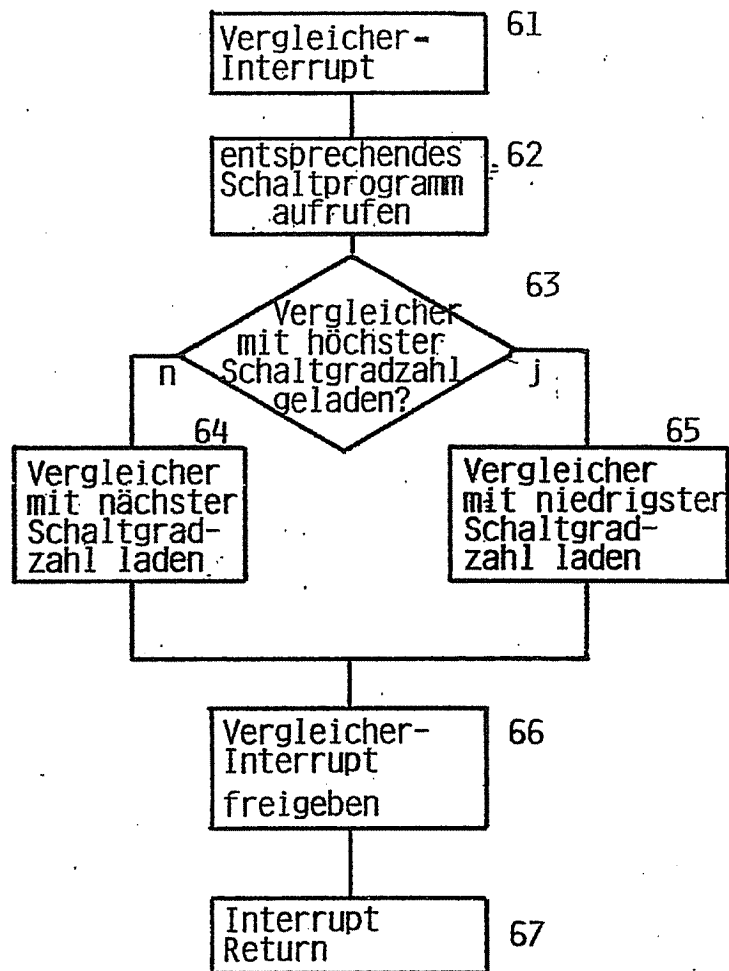 Vergleicher-
Interrupt
61
entsprechendes
Schaltprogramm
aufrufen
62
63
Vergleicher
mit höchster
Schaltgradzahl
geladen?
n
j
64
Vergleicher
mit nächster
Schaltgrad-
zahl laden
65
Vergleicher
mit niedrigster
Schaltgrad-
zahl laden
Vergleicher-
Interrupt
freigeben
66
Interrupt
Return
67